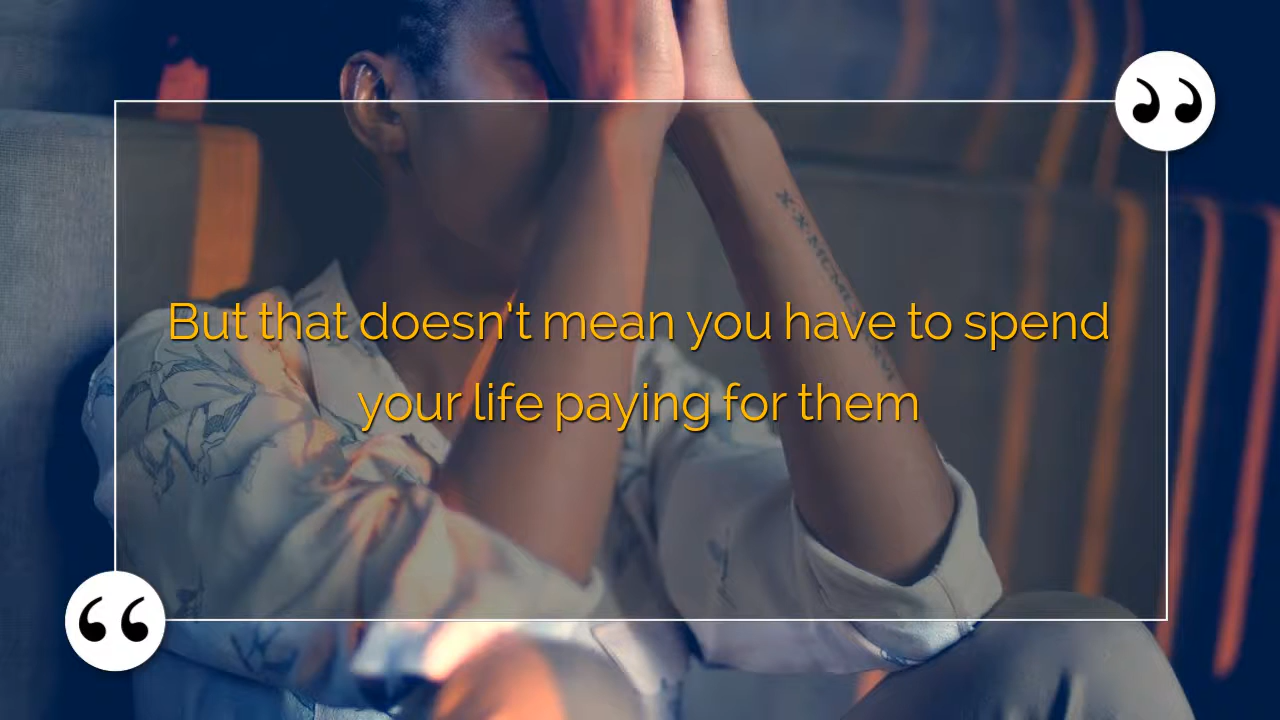 But that doesn't mean you have to spend
your life paying for them